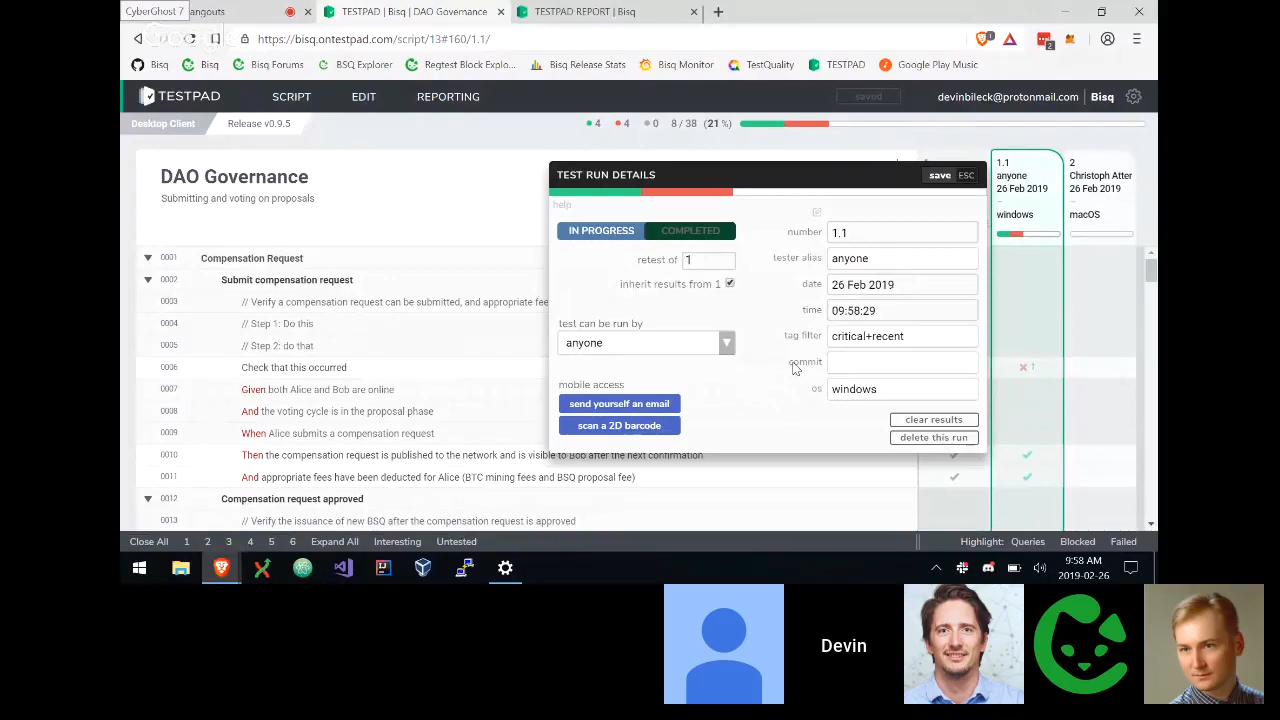 CyberGhost 7
angouts
TESTPAD | Bisq | DAO Governance
TESTPAD REPORT | Bisq
https://bisq.ontestpad.com/script/13#160/1.1/
1
2
Bisq
Bisq
Bisq Forums
BSQ Explorer
Regtest Block Explo...
Bisq Release Stats
Bisq Monitor
TestQuality
TESTPAD
Google Play Music
TESTPAD
SCRIPT
EDIT
REPORTING
saved
devinbileck@protonmail.com
Bisq
Desktop Client
Release v0.9.5
4
4
0
8 / 38 (21 %)
DAO Governance
Submitting and voting on proposals
TEST RUN DETAILS
save ESC
help
IN PROGRESS
COMPLETED
retest of 1
inherit results from 1
test can be run by
anyone
mobile access
send yourself an email
scan a 2D barcode
number 1.1
tester alias anyone
date 26 Feb 2019
time 09:58:29
tag filter critical+recent
commit
os windows
clear results
delete this run
1.1
anyone
26 Feb 2019
--
windows
2
Christoph Atter
26 Feb 2019
--
macOS
0001 Compensation Request
0002 Submit compensation request
0003 // Verify a compensation request can be submitted, and appropriate fee
0004 // Step 1: Do this
0005 // Step 2: do that
0006 Check that this occurred
0007 Given both Alice and Bob are online
0008 And the voting cycle is in the proposal phase
0009 When Alice submits a compensation request
0010 Then the compensation request is published to the network and is visible to Bob after the next confirmation
0011 And appropriate fees have been deducted for Alice (BTC mining fees and BSQ proposal fee)
0012 Compensation request approved
0013 // Verify the issuance of new BSQ after the compensation request is approved
Close All 1 2 3 4 5 6 Expand All Interesting Untested
Highlight: Queries Blocked Failed
9:58 AM
2019-02-26
Devin